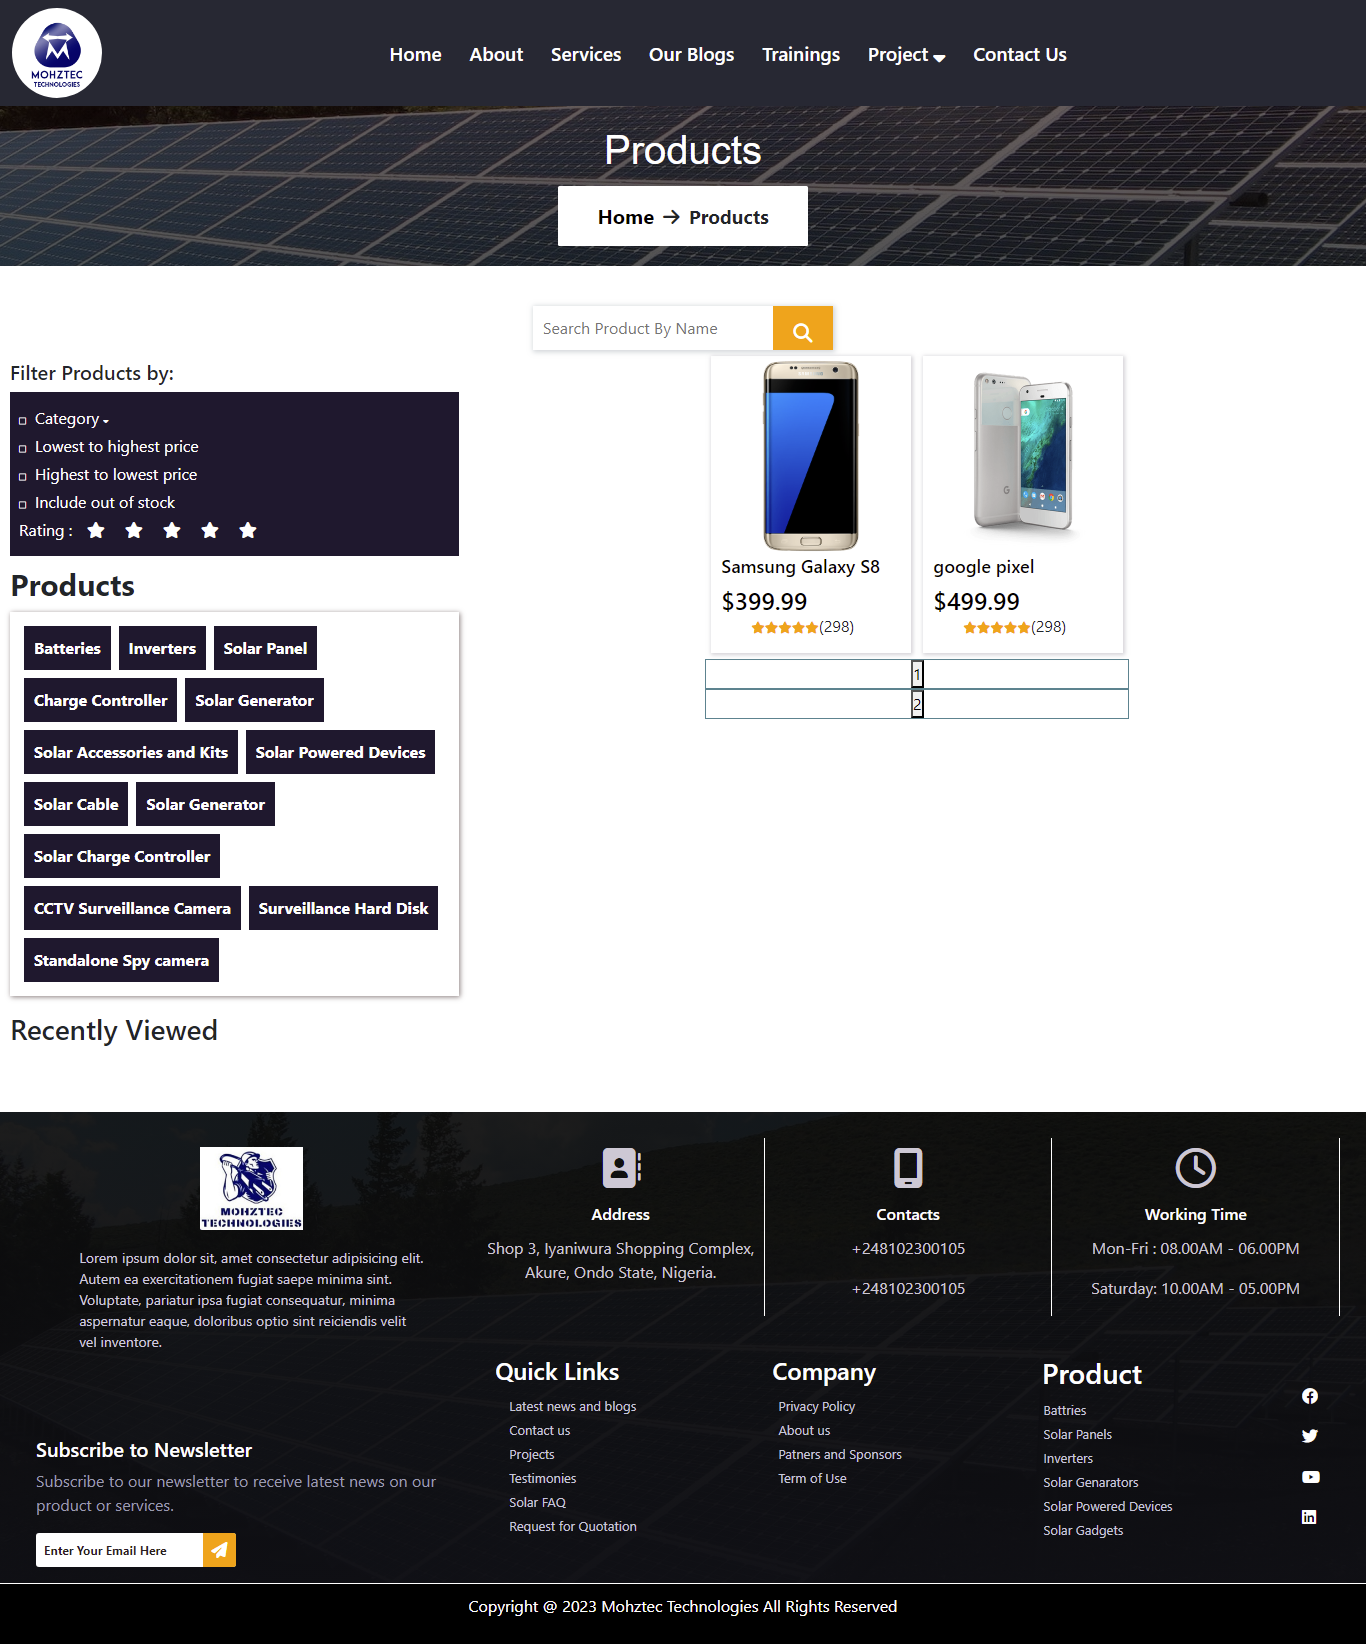 MOHZTEC
TECHNOLOGIES
Home About Services Our Blogs Trainings Project Contact Us
Products
Home → Products
Search Product By Name
Filter Products by:
Category
Lowest to highest price
Highest to lowest price
Include out of stock
Rating :
Products
Batteries Inverters Solar Panel
Charge Controller Solar Generator
Solar Accessories and Kits Solar Powered Devices
Solar Cable Solar Generator
Solar Charge Controller
CCTV Surveillance Camera Surveillance Hard Disk
Standalone Spy camera
Recently Viewed
Samsung Galaxy S8
$399.99
(298)
google pixel
$499.99
(298)
1
2
MOHZTEC
TECHNOLOGIES
Lorem ipsum dolor sit, amet consectetur adipisicing elit.
Autem ea exercitationem fugiat saepe minima sint.
Voluptate, pariatur ipsa fugiat consequatur, minima
aspernatur eaque, doloribus optio sint reiciendis velit
vel inventore.
Address
Shop 3, Iyaniwura Shopping Complex,
Akure, Ondo State, Nigeria.
Contacts
+248102300105
+248102300105
Working Time
Mon-Fri : 08.00AM - 06.00PM
Saturday: 10.00AM - 05.00PM
Subscribe to Newsletter
Subscribe to our newsletter to receive latest news on our
product or services.
Enter Your Email Here
Quick Links
Latest news and blogs
Contact us
Projects
Testimonies
Solar FAQ
Request for Quotation
Company
Privacy Policy
About us
Patners and Sponsors
Term of Use
Product
Battries
Solar Panels
Inverters
Solar Genarators
Solar Powered Devices
Solar Gadgets
Copyright @ 2023 Mohztec Technologies All Rights Reserved